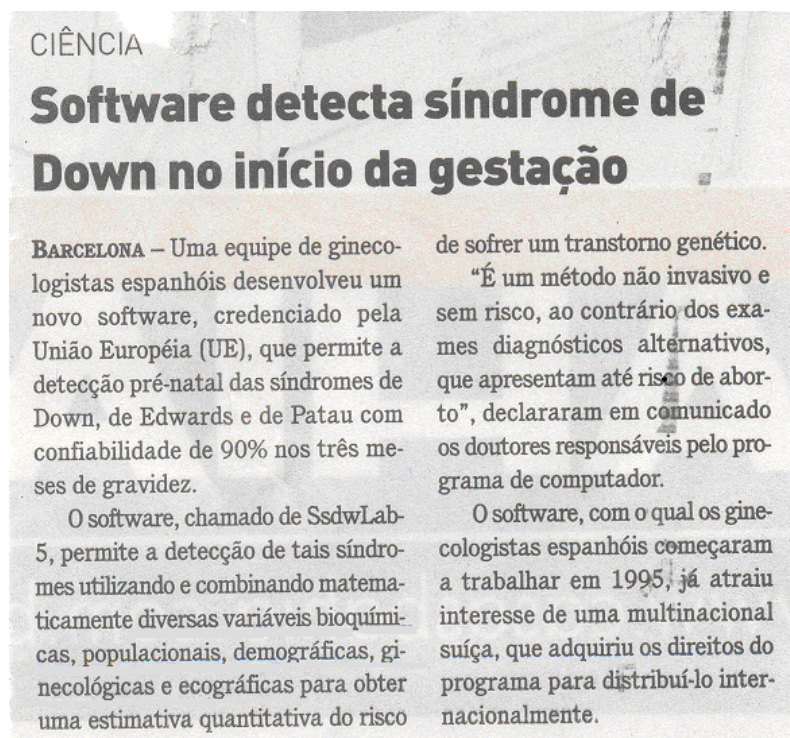 CIÊNCIA
Software detecta síndrome de
Down no início da gestação
BARCELONA – Uma equipe de gineco-
logistas espanhóis desenvolveu um
novo software, credenciado pela
União Européia (UE), que permite a
detecção pré-natal das síndromes de
Down, de Edwards e de Patau com
confiabilidade de 90% nos três me-
ses de gravidez.
O software, chamado de SsdwLab-
5, permite a detecção de tais síndro-
mes utilizando e combinando matema-
ticamente diversas variáveis bioquími-
cas, populacionais, demográficas, gi-
necológicas e ecográficas para obter
uma estimativa quantitativa do risco
de sofrer um transtorno genético.
“É um método não invasivo e
sem risco, ao contrário dos exa-
mes diagnósticos alternativos,
que apresentam até risco de abor-
to”, declararam em comunicado
os doutores responsáveis pelo pro-
grama de computador.
O software, com o qual os gine-
cologistas espanhóis começaram
a trabalhar em 1995, já atraiu
interesse de uma multinacional
suíça, que adquiriu os direitos do
programa para distribuí-lo inter-
nacionalmente.